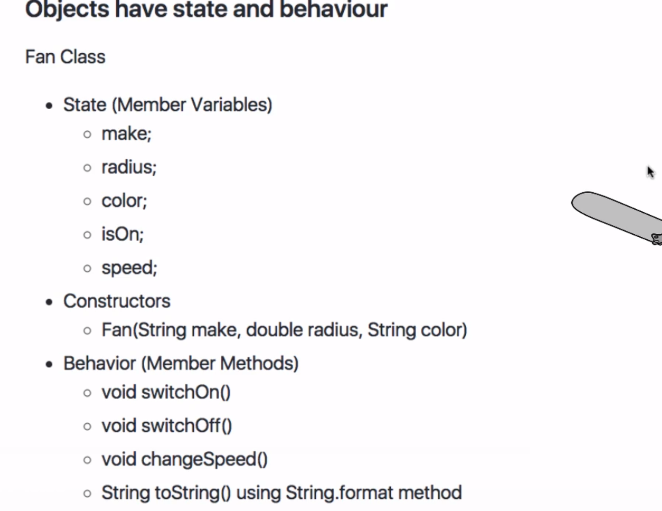 Objects have state and behaviour
Fan Class
• State (Member Variables)
◦ make;
◦ radius;
◦ color;
◦ isOn;
◦ speed;
• Constructors
◦ Fan(String make, double radius, String color)
• Behavior (Member Methods)
◦ void switchOn()
◦ void switchOff()
◦ void changeSpeed()
◦ String toString() using String.format method